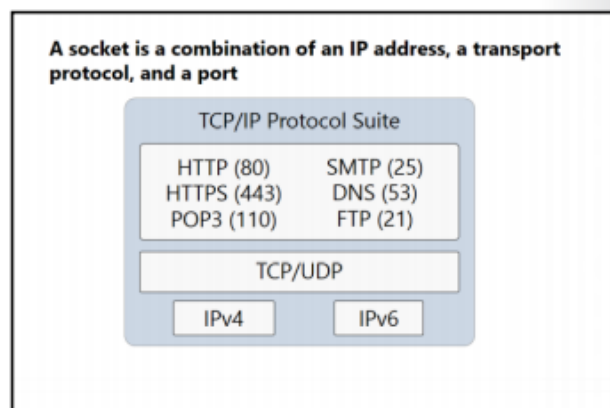 A socket is a combination of an IP address, a transport
protocol, and a port
TCP/IP Protocol Suite
HTTP (80) SMTP (25)
HTTPS (443) DNS (53)
POP3 (110) FTP (21)
TCP/UDP
IPv4 IPv6